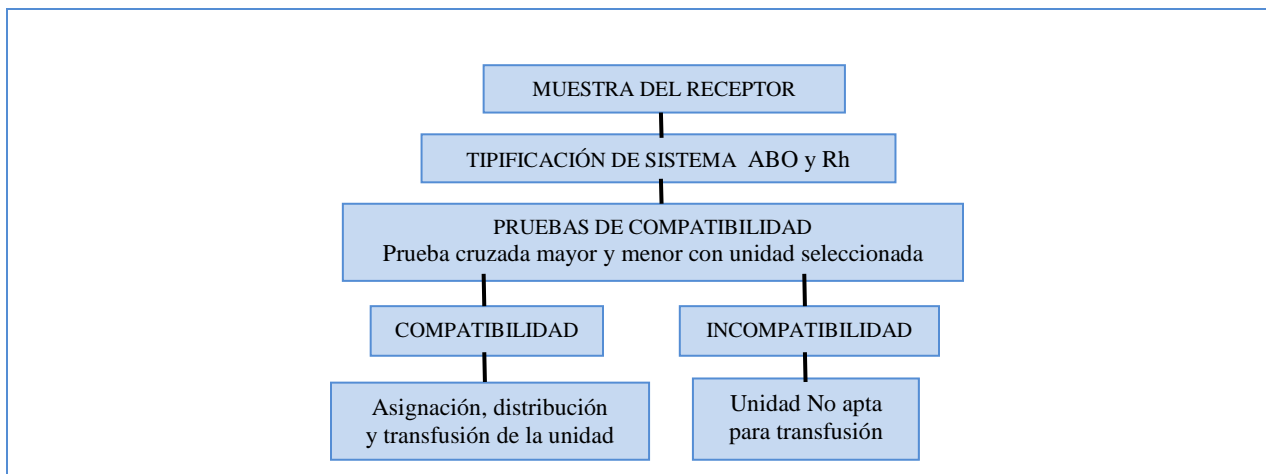 MUESTRA DEL RECEPTOR
TIPIFICACIÓN DE SISTEMA ABO y Rh
PRUEBAS DE COMPATIBILIDAD
Prueba cruzada mayor y menor con unidad seleccionada
COMPATIBILIDAD
INCOMPATIBILIDAD
Asignación, distribución
y transfusión de la unidad
Unidad No apta
para transfusión